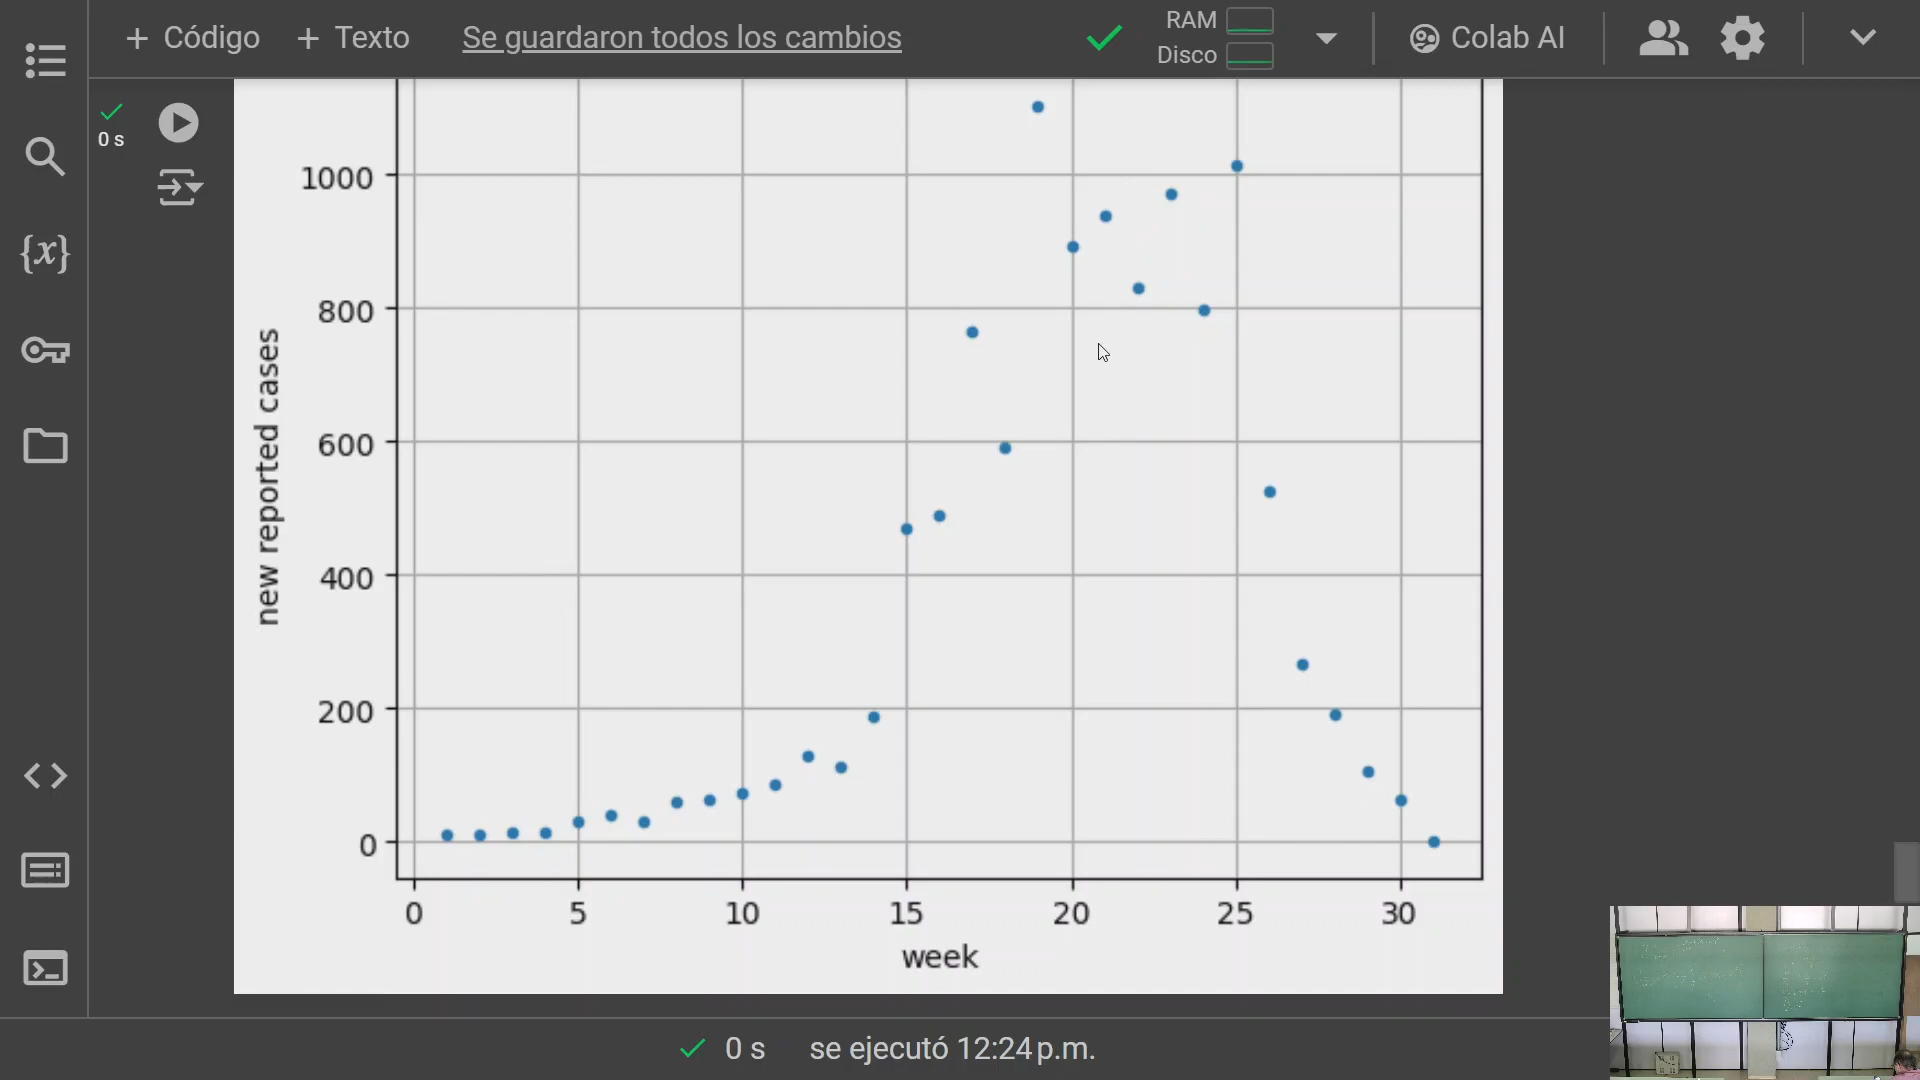 + Código + Texto Se guardaron todos los cambios
RAM
Disco
Colab AI
{x}
0 s
1000
800
600
400
200
0
new reported cases
0 5 10 15 20 25 30
week
0 s se ejecutó 12:24 p.m.